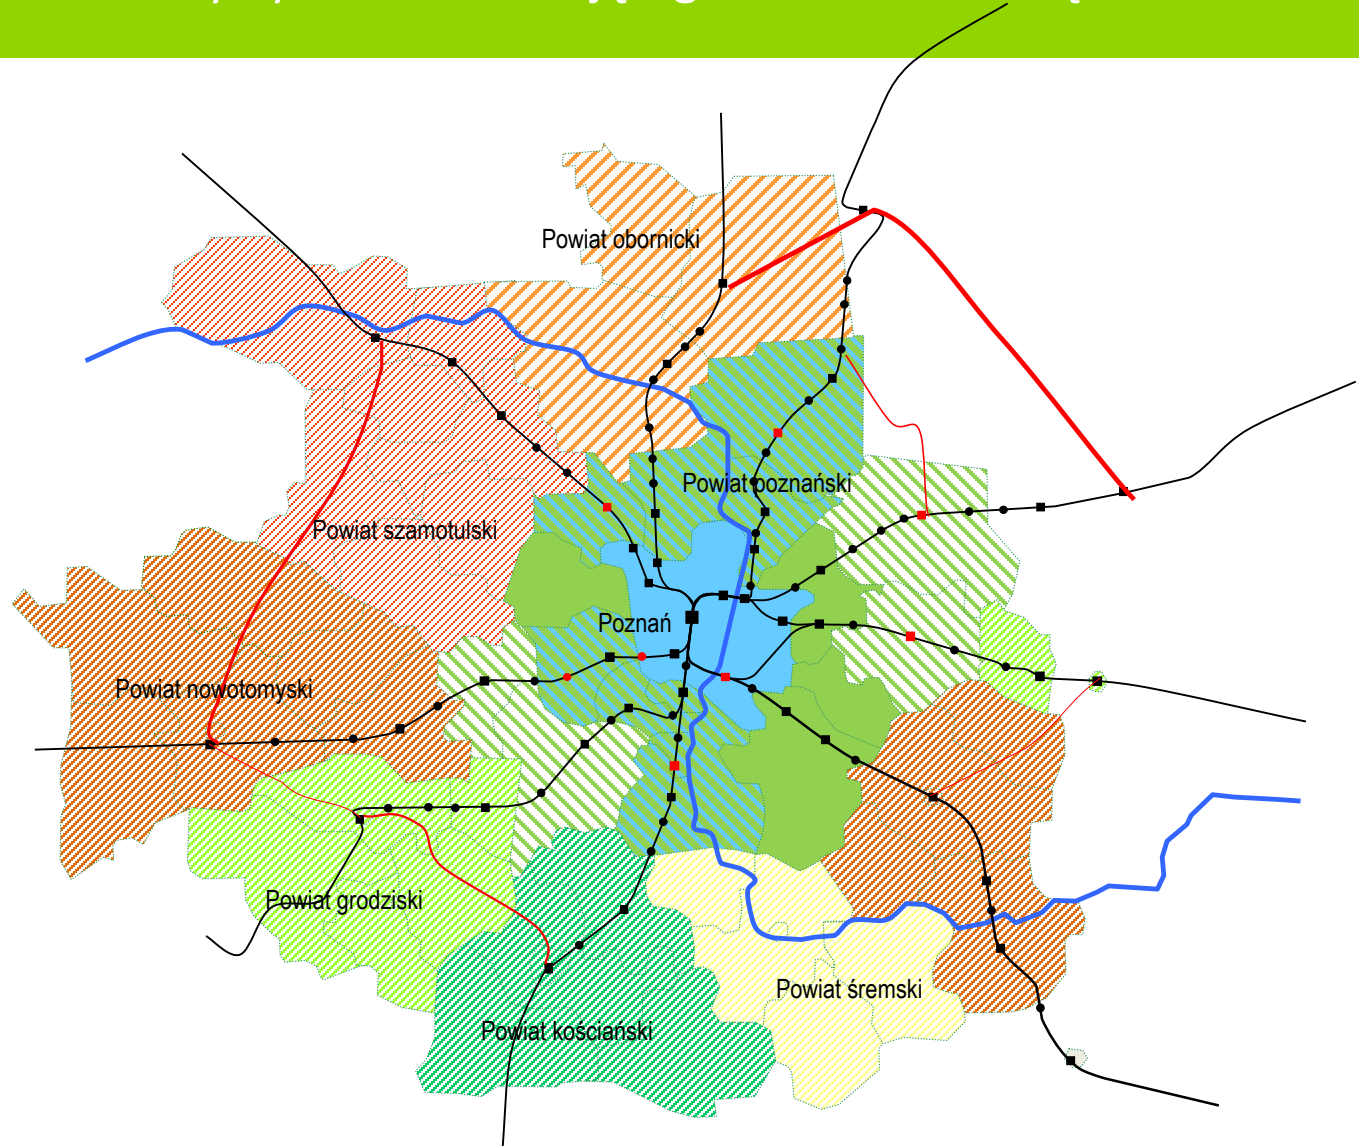 Powiat obornicki
Powiat poznański
Powiat szamotulski
Poznań
Powiat nowotomyski
Powiat grodziski
Powiat śremski
Powiat kościański